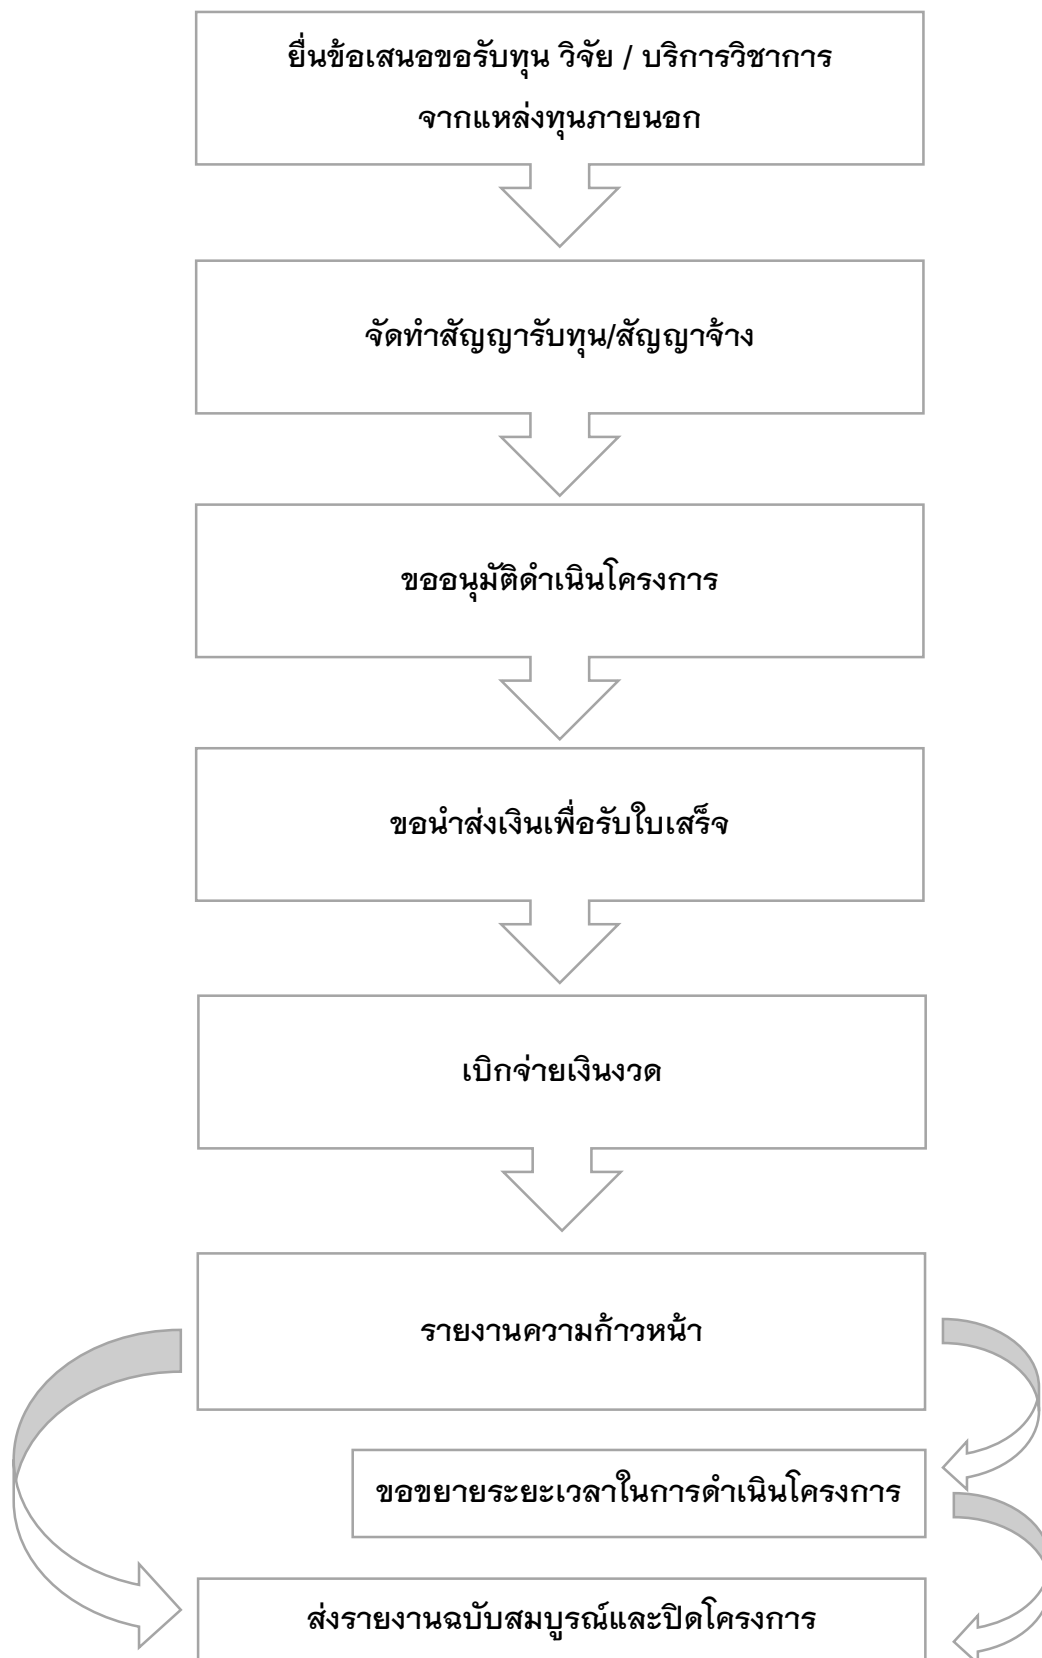 ยื่นข้อเสนอขอรับทุน วิจัย / บริการวิชาการ
จากแหล่งทุนภายนอก
จัดทำสัญญารับทุน/สัญญาจ้าง
ขออนุมัติดำเนินโครงการ
ขอนำส่งเงินเพื่อรับใบเสร็จ
เบิกจ่ายเงินงวด
รายงานความก้าวหน้า
ขอขยายระยะเวลาในการดำเนินโครงการ
ส่งรายงานฉบับสมบูรณ์และปิดโครงการ